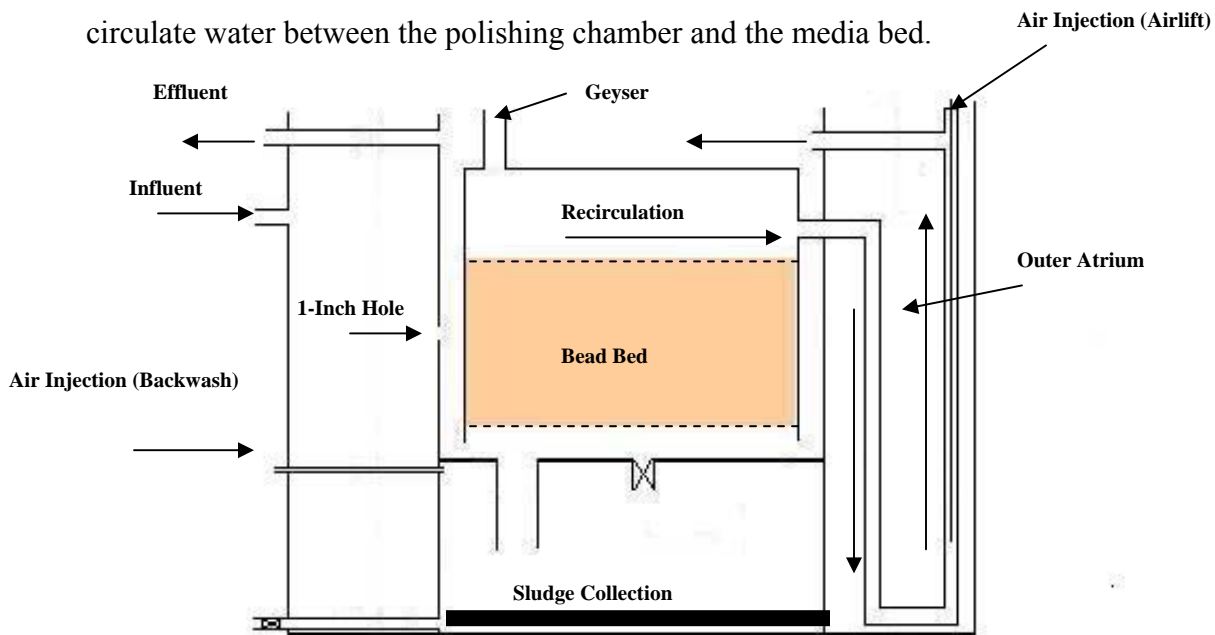 circulate water between the polishing chamber and the media bed.
Air Injection (Airlift)
Effluent
Geyser
Influent
Recirculation
Outer Atrium
1-Inch Hole
Bead Bed
Air Injection (Backwash)
Sludge Collection